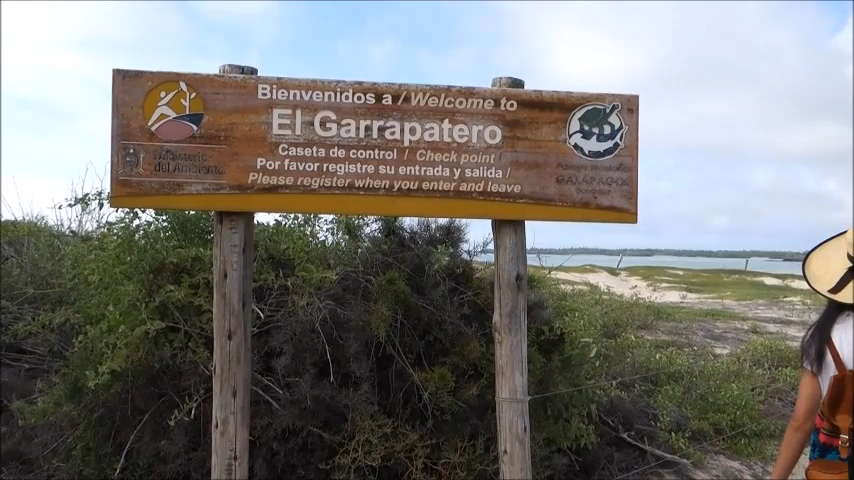 Bienvenidos a / Welcome to
El Garrapatero
Caseta de control / Check point
Por favor registre su entrada y salida /
Please register when you enter and leave
Ministerio
del Ambiente
GALÁPAGOS